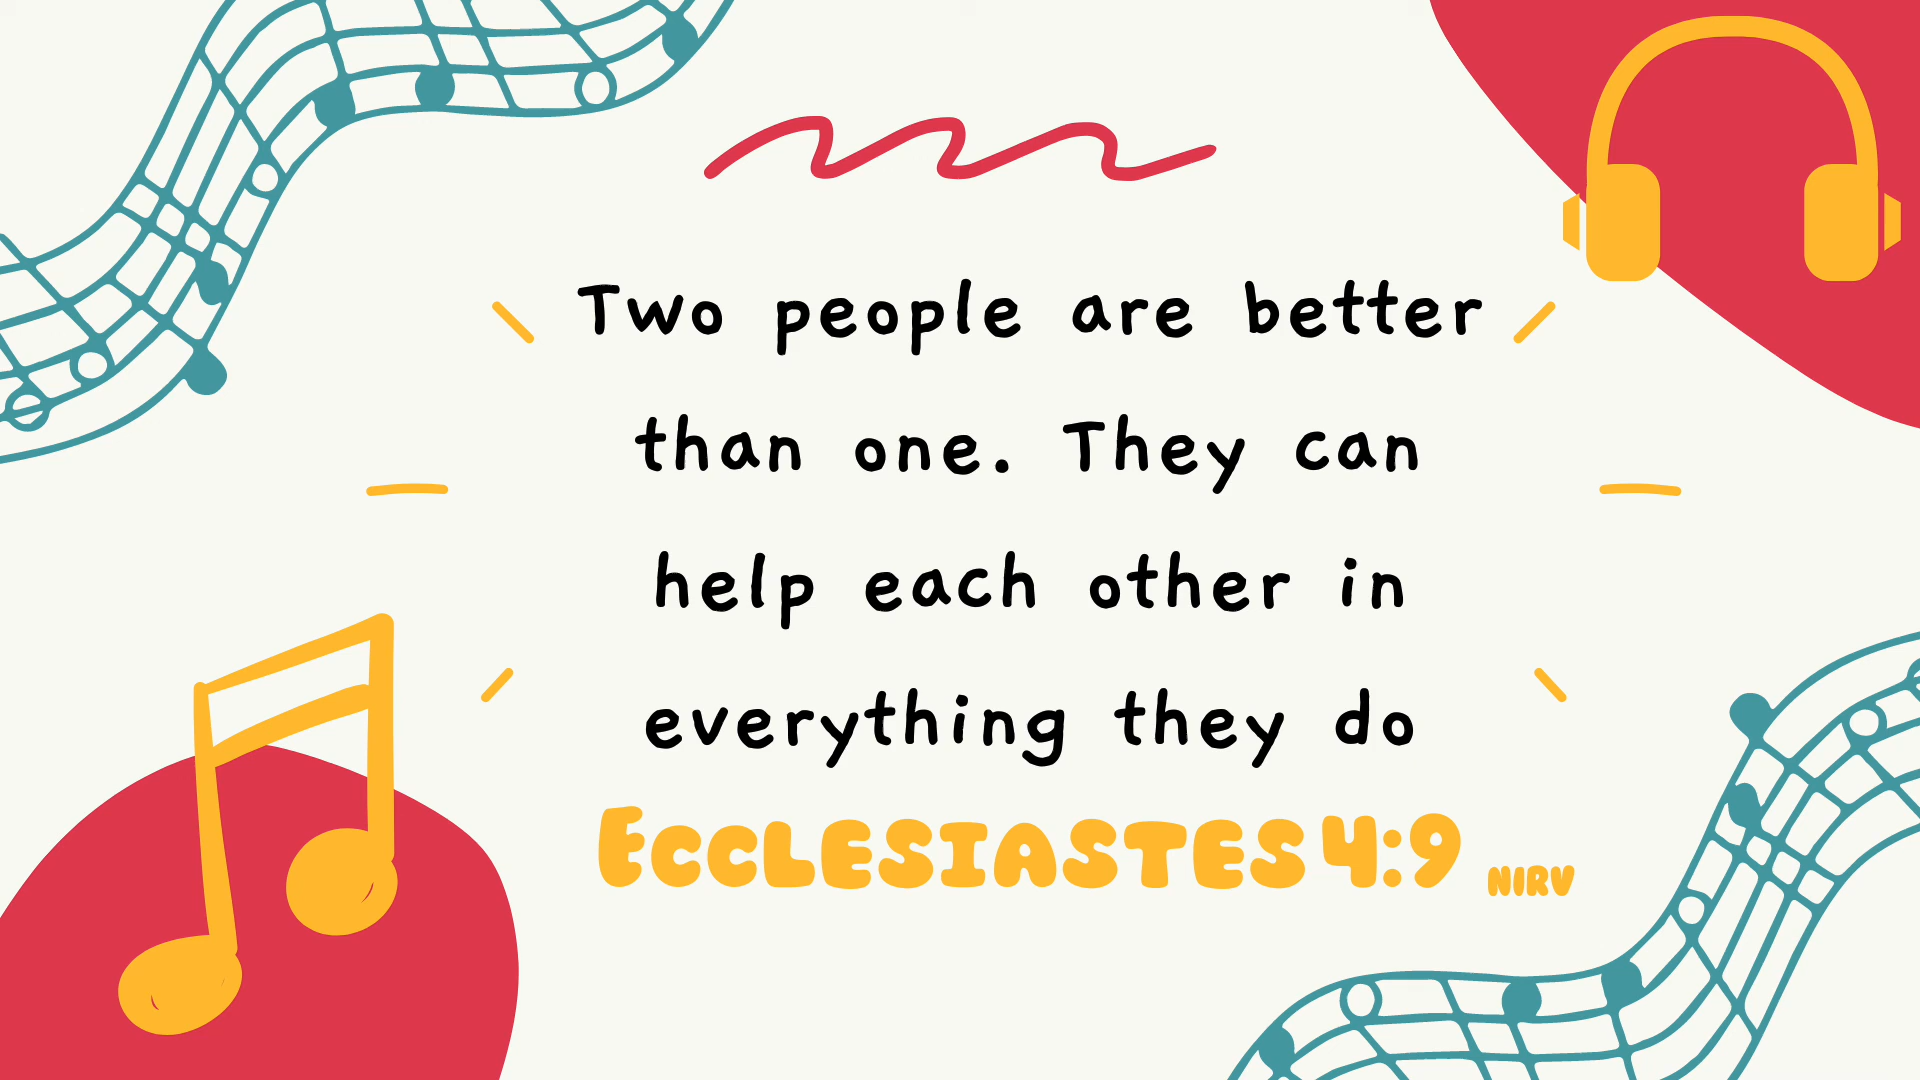 Two people are better
than one. They can
help each other in
everything they do
ECCLESIASTES 4:9 NIRV